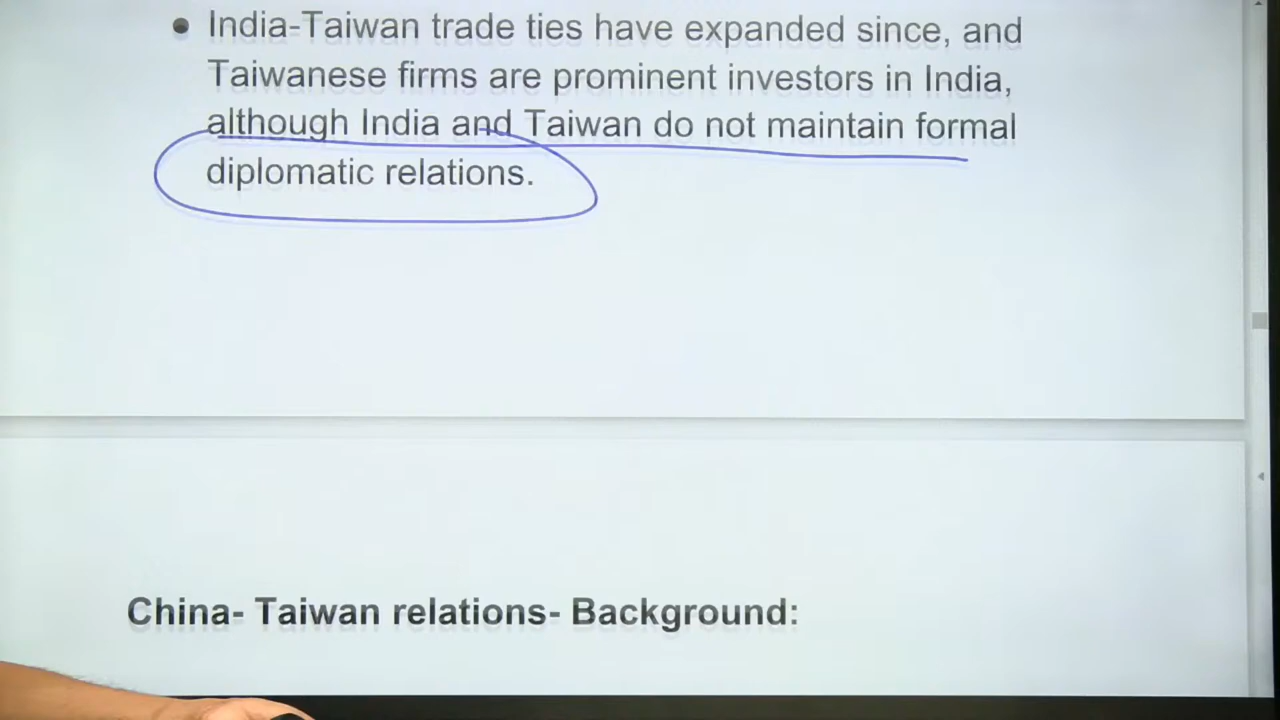 • India-Taiwan trade ties have expanded since, and
Taiwanese firms are prominent investors in India,
although India and Taiwan do not maintain formal
diplomatic relations.
China- Taiwan relations- Background: